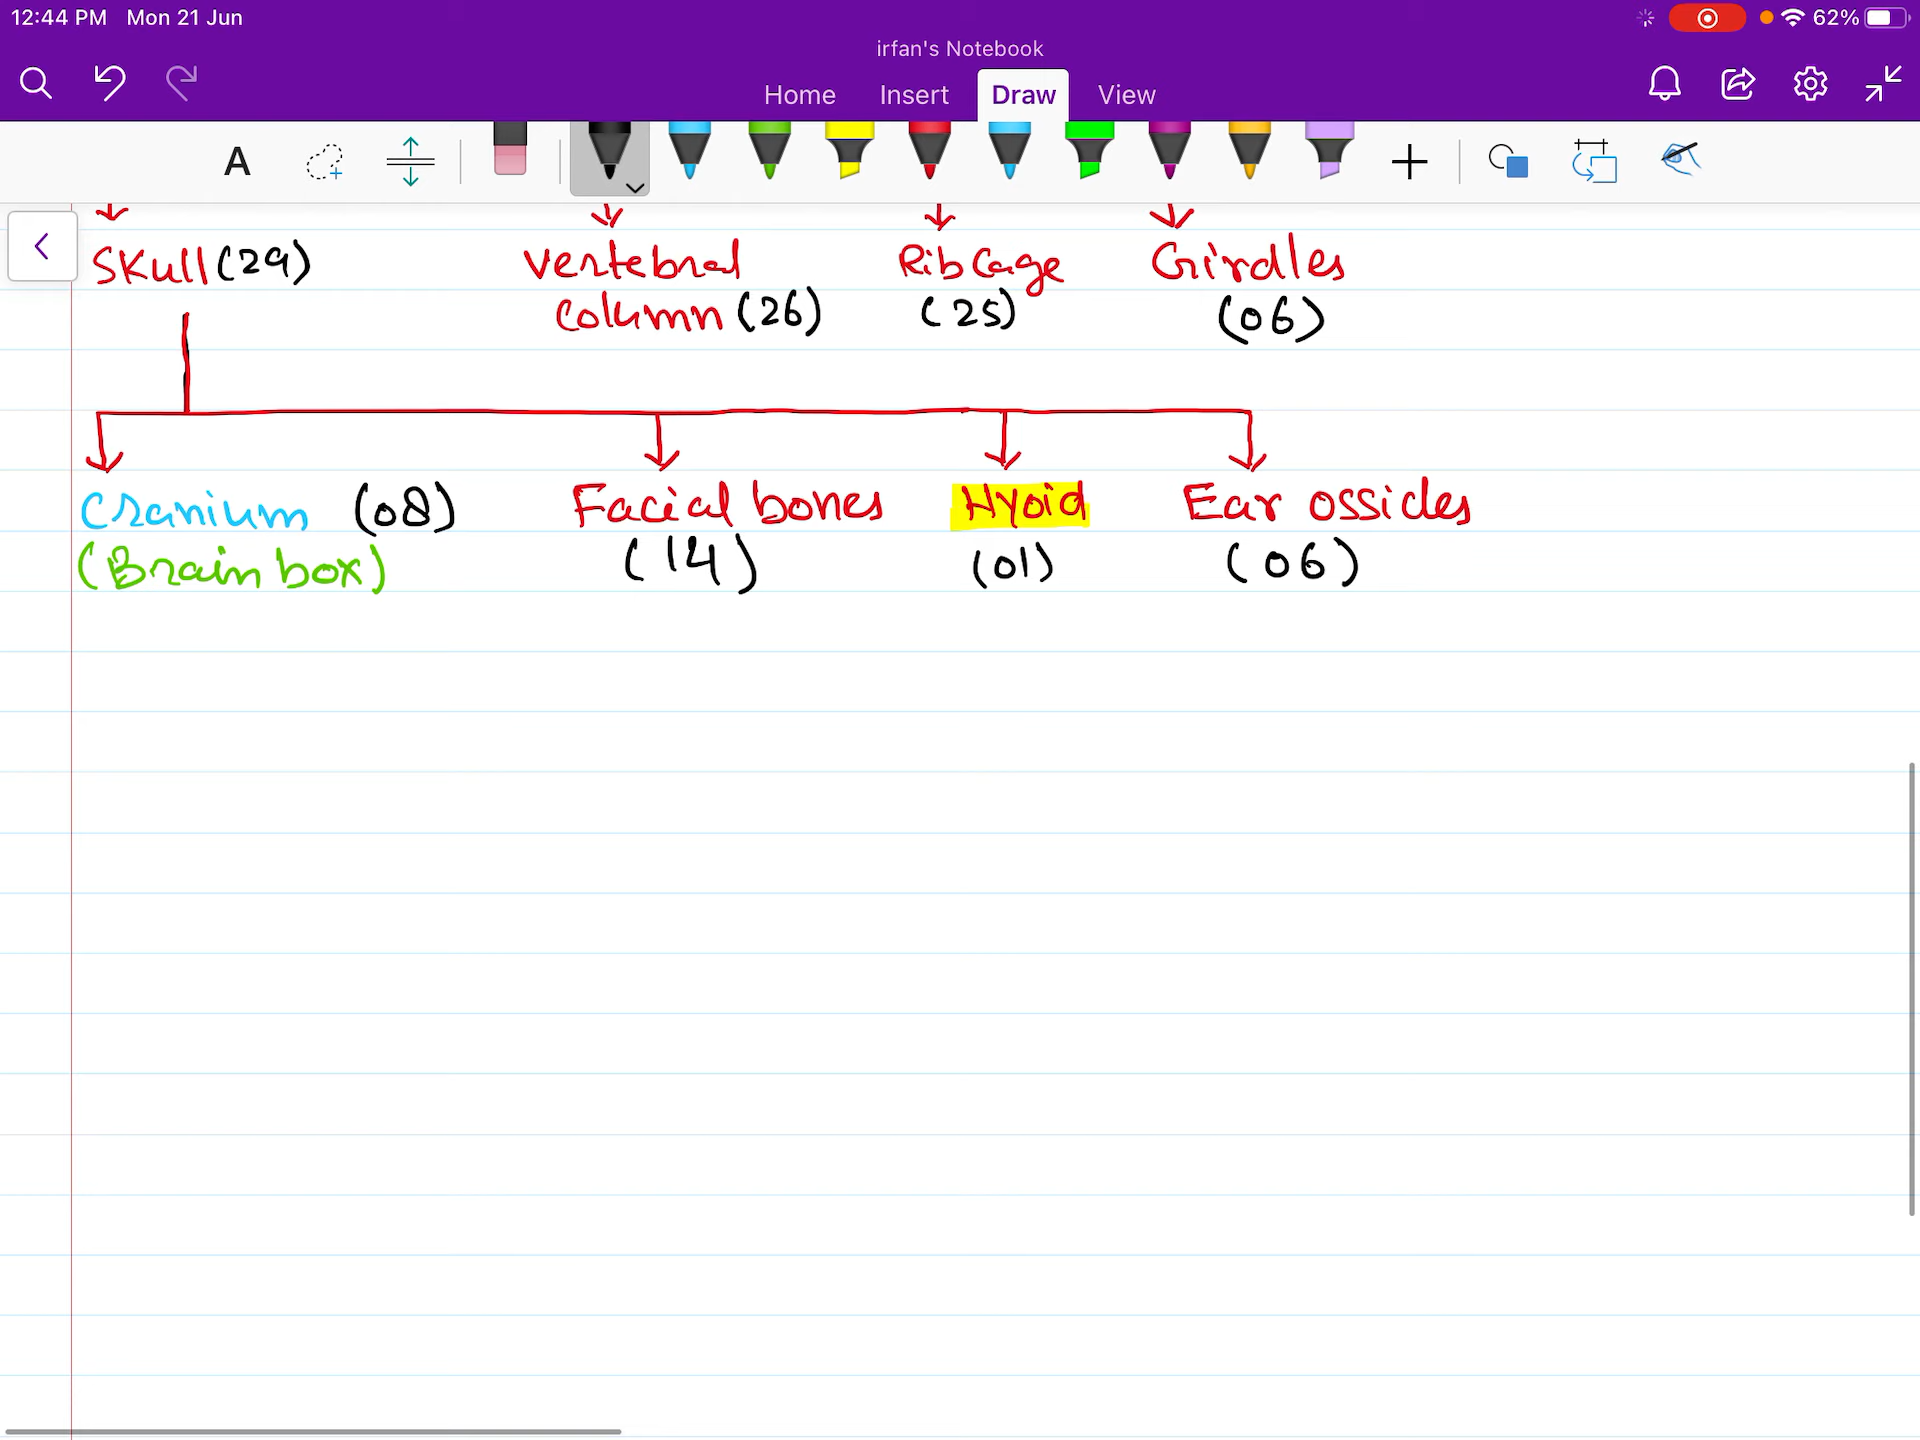 12:44 PM Mon 21 Jun 62%
irfan's Notebook
Home Insert Draw View
A
Skull (29) Vertebral Rib Cage Girdles
Column (26) (25) (06)
Cranium (08) Facial bones Hyoid Ear ossicles
(Brain box) (14) (01) (06)